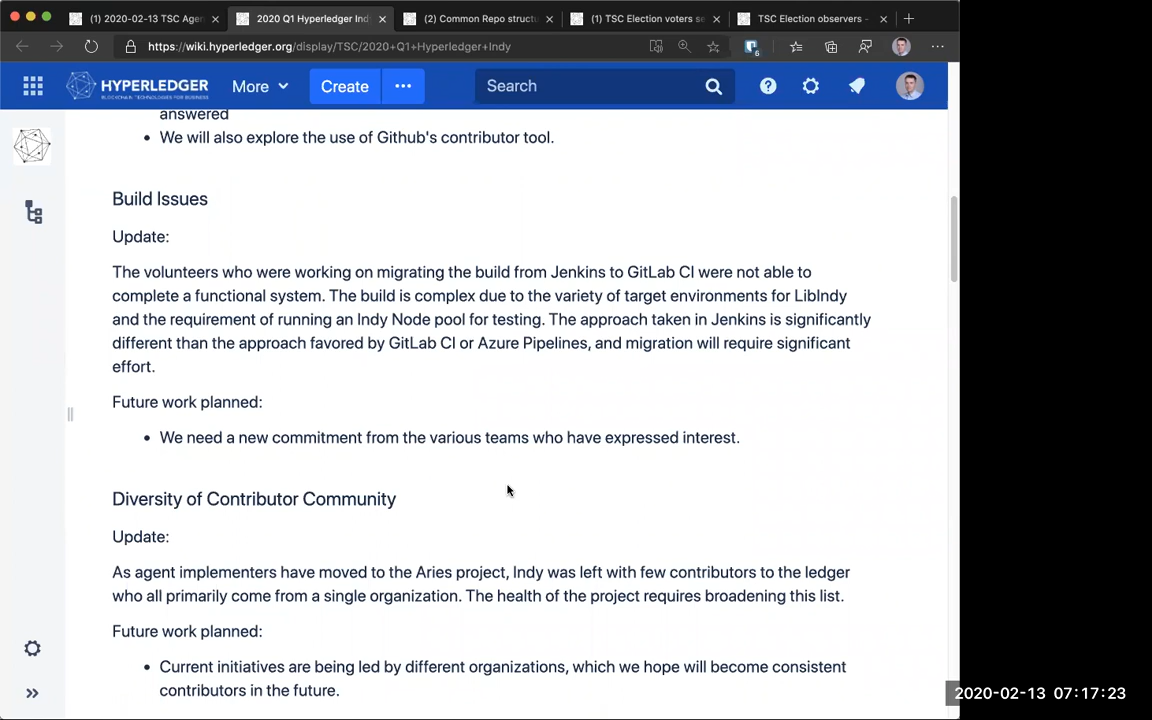 (1) 2020-02-13 TSC Agen
2020 Q1 Hyperledger Ind
(2) Common Repo structu
(1) TSC Election voters se
TSC Election observers -
https://wiki.hyperledger.org/display/TSC/2020+Q1+Hyperledger+Indy
6
HYPERLEDGER
BLOCKCHAIN TECHNOLOGIES FOR BUSINESS
More
Create
Search
answered
• We will also explore the use of Github's contributor tool.
Build Issues
Update:
The volunteers who were working on migrating the build from Jenkins to GitLab CI were not able to
complete a functional system. The build is complex due to the variety of target environments for LibIndy
and the requirement of running an Indy Node pool for testing. The approach taken in Jenkins is significantly
different than the approach favored by GitLab CI or Azure Pipelines, and migration will require significant
effort.
Future work planned:
• We need a new commitment from the various teams who have expressed interest.
Diversity of Contributor Community
Update:
As agent implementers have moved to the Aries project, Indy was left with few contributors to the ledger
who all primarily come from a single organization. The health of the project requires broadening this list.
Future work planned:
• Current initiatives are being led by different organizations, which we hope will become consistent
contributors in the future.
2020-02-13 07:17:23